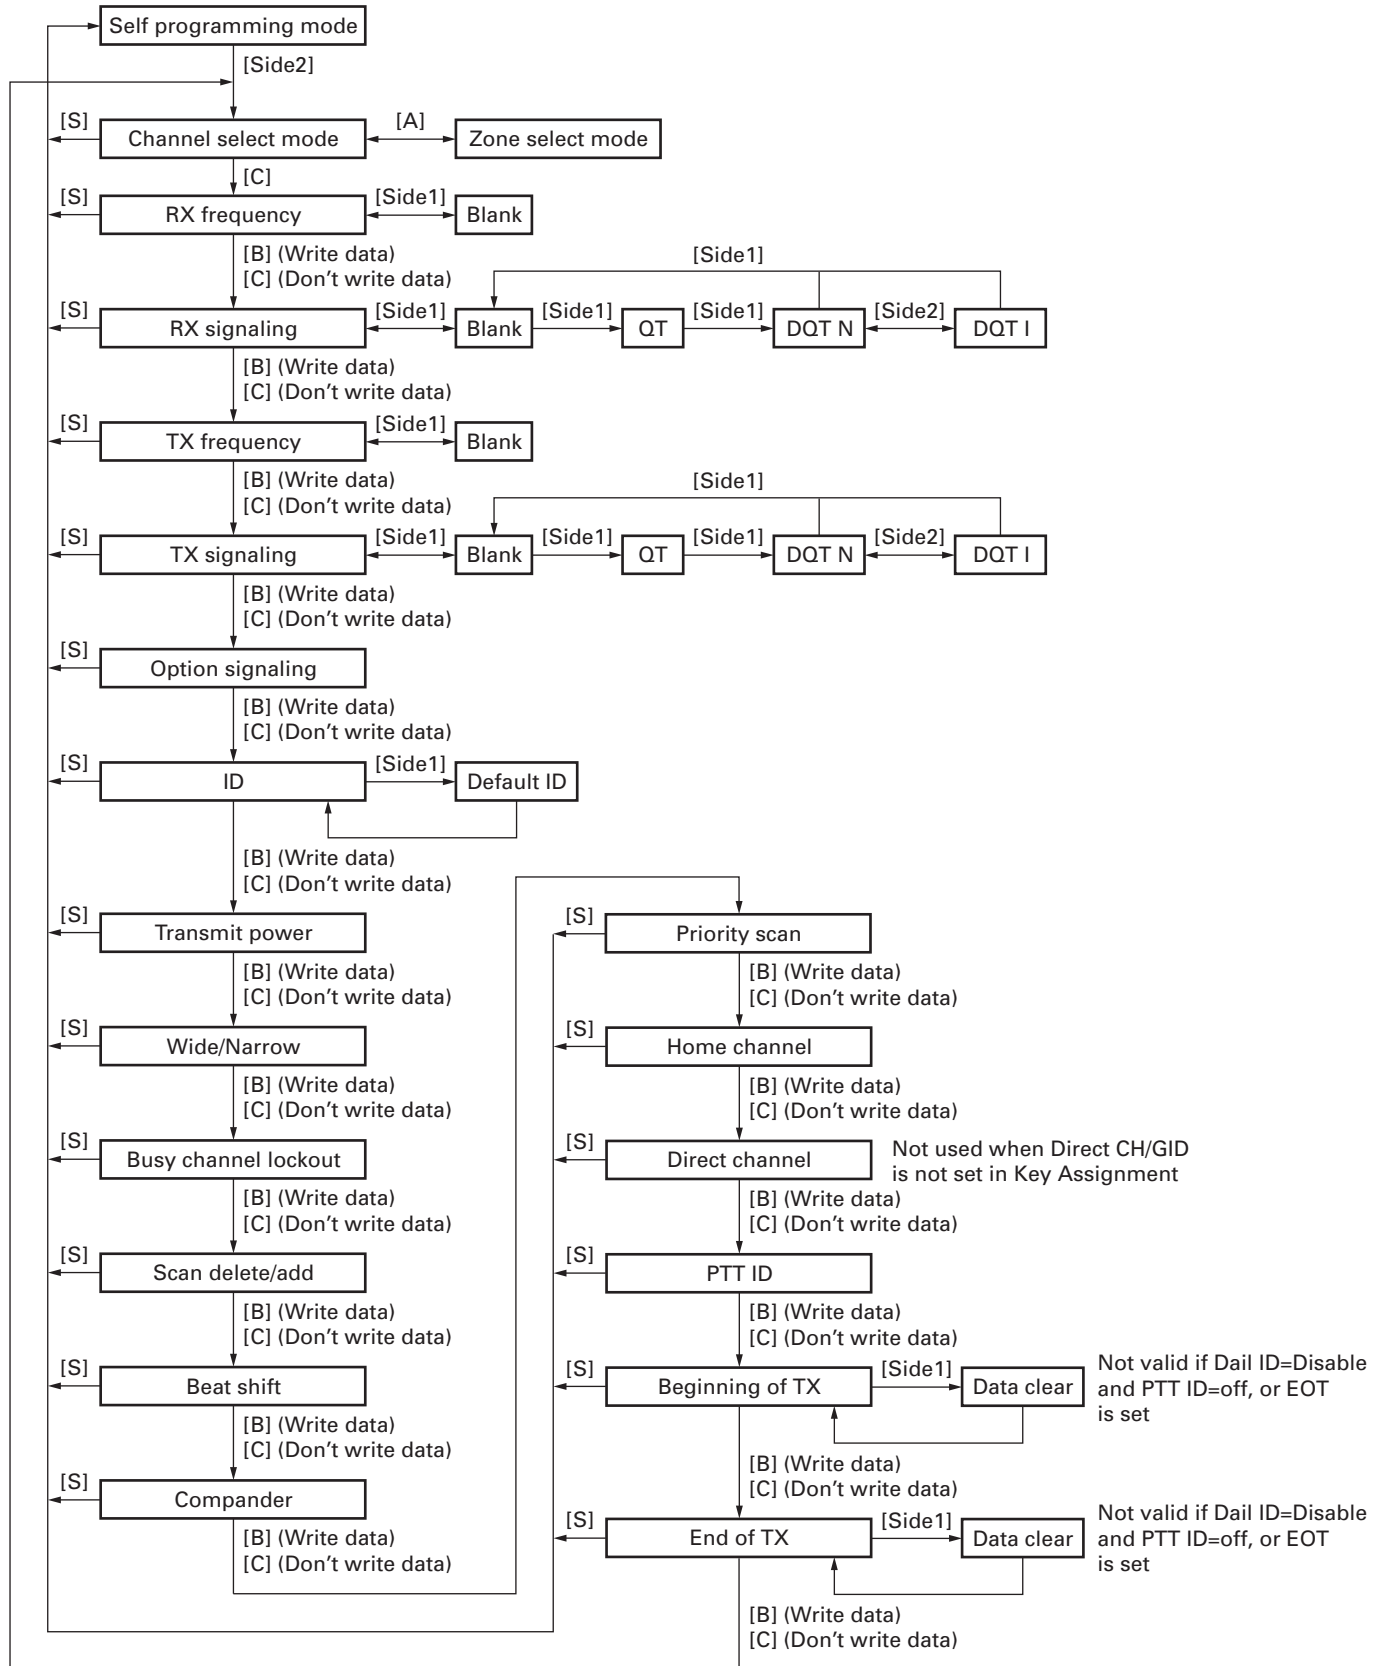 Self programming mode
[Side2]
[S]
Channel select mode
[A]
Zone select mode
[C]
[S]
RX frequency
[Side1]
Blank
[B] (Write data)
[C] (Don't write data)
[Side1]
[S]
RX signaling
[Side1]
Blank
[Side1]
QT
[Side1]
DQT N
[Side2]
DQT I
[B] (Write data)
[C] (Don't write data)
[S]
TX frequency
[Side1]
Blank
[B] (Write data)
[C] (Don't write data)
[Side1]
[S]
TX signaling
[Side1]
Blank
[Side1]
QT
[Side1]
DQT N
[Side2]
DQT I
[B] (Write data)
[C] (Don't write data)
[S]
Option signaling
[B] (Write data)
[C] (Don't write data)
[S]
ID
[Side1]
Default ID
[B] (Write data)
[C] (Don't write data)
[S]
Transmit power
[B] (Write data)
[C] (Don't write data)
[S]
Wide/Narrow
[B] (Write data)
[C] (Don't write data)
[S]
Busy channel lockout
[B] (Write data)
[C] (Don't write data)
[S]
Scan delete/add
[B] (Write data)
[C] (Don't write data)
[S]
Beat shift
[B] (Write data)
[C] (Don't write data)
[S]
Compander
[B] (Write data)
[C] (Don't write data)
[S]
Priority scan
[B] (Write data)
[C] (Don't write data)
[S]
Home channel
[B] (Write data)
[C] (Don't write data)
[S]
Direct channel
Not used when Direct CH/GID
is not set in Key Assignment
[B] (Write data)
[C] (Don't write data)
[S]
PTT ID
[B] (Write data)
[C] (Don't write data)
[S]
Beginning of TX
[Side1]
Data clear
Not valid if Dail ID=Disable
and PTT ID=off, or EOT
is set
[B] (Write data)
[C] (Don't write data)
[S]
End of TX
[Side1]
Data clear
Not valid if Dail ID=Disable
and PTT ID=off, or EOT
is set
[B] (Write data)
[C] (Don't write data)